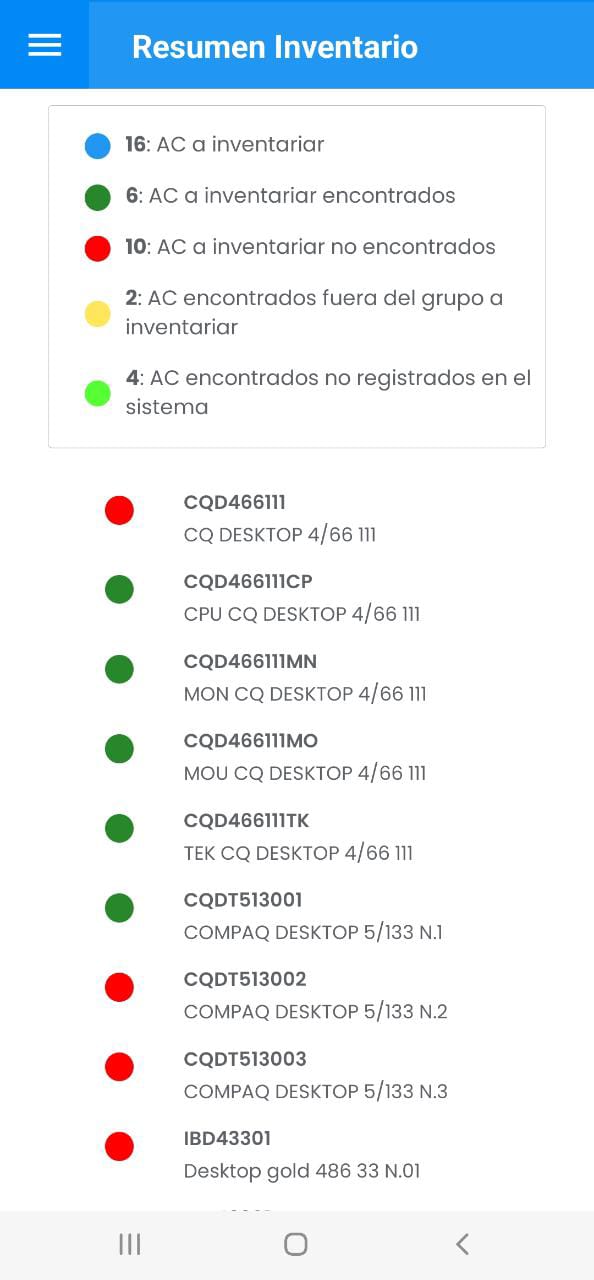 Resumen Inventario
16: AC a inventariar
6: AC a inventariar encontrados
10: AC a inventariar no encontrados
2: AC encontrados fuera del grupo a
inventariar
4: AC encontrados no registrados en el
sistema
CQD466111
CQ DESKTOP 4/66 111
CQD466111CP
CPU CQ DESKTOP 4/66 111
CQD466111MN
MON CQ DESKTOP 4/66 111
CQD466111MO
MOU CQ DESKTOP 4/66 111
CQD466111TK
TEK CQ DESKTOP 4/66 111
CQDT513001
COMPAQ DESKTOP 5/133 N.1
CQDT513002
COMPAQ DESKTOP 5/133 N.2
CQDT513003
COMPAQ DESKTOP 5/133 N.3
IBD43301
Desktop gold 486 33 N.01